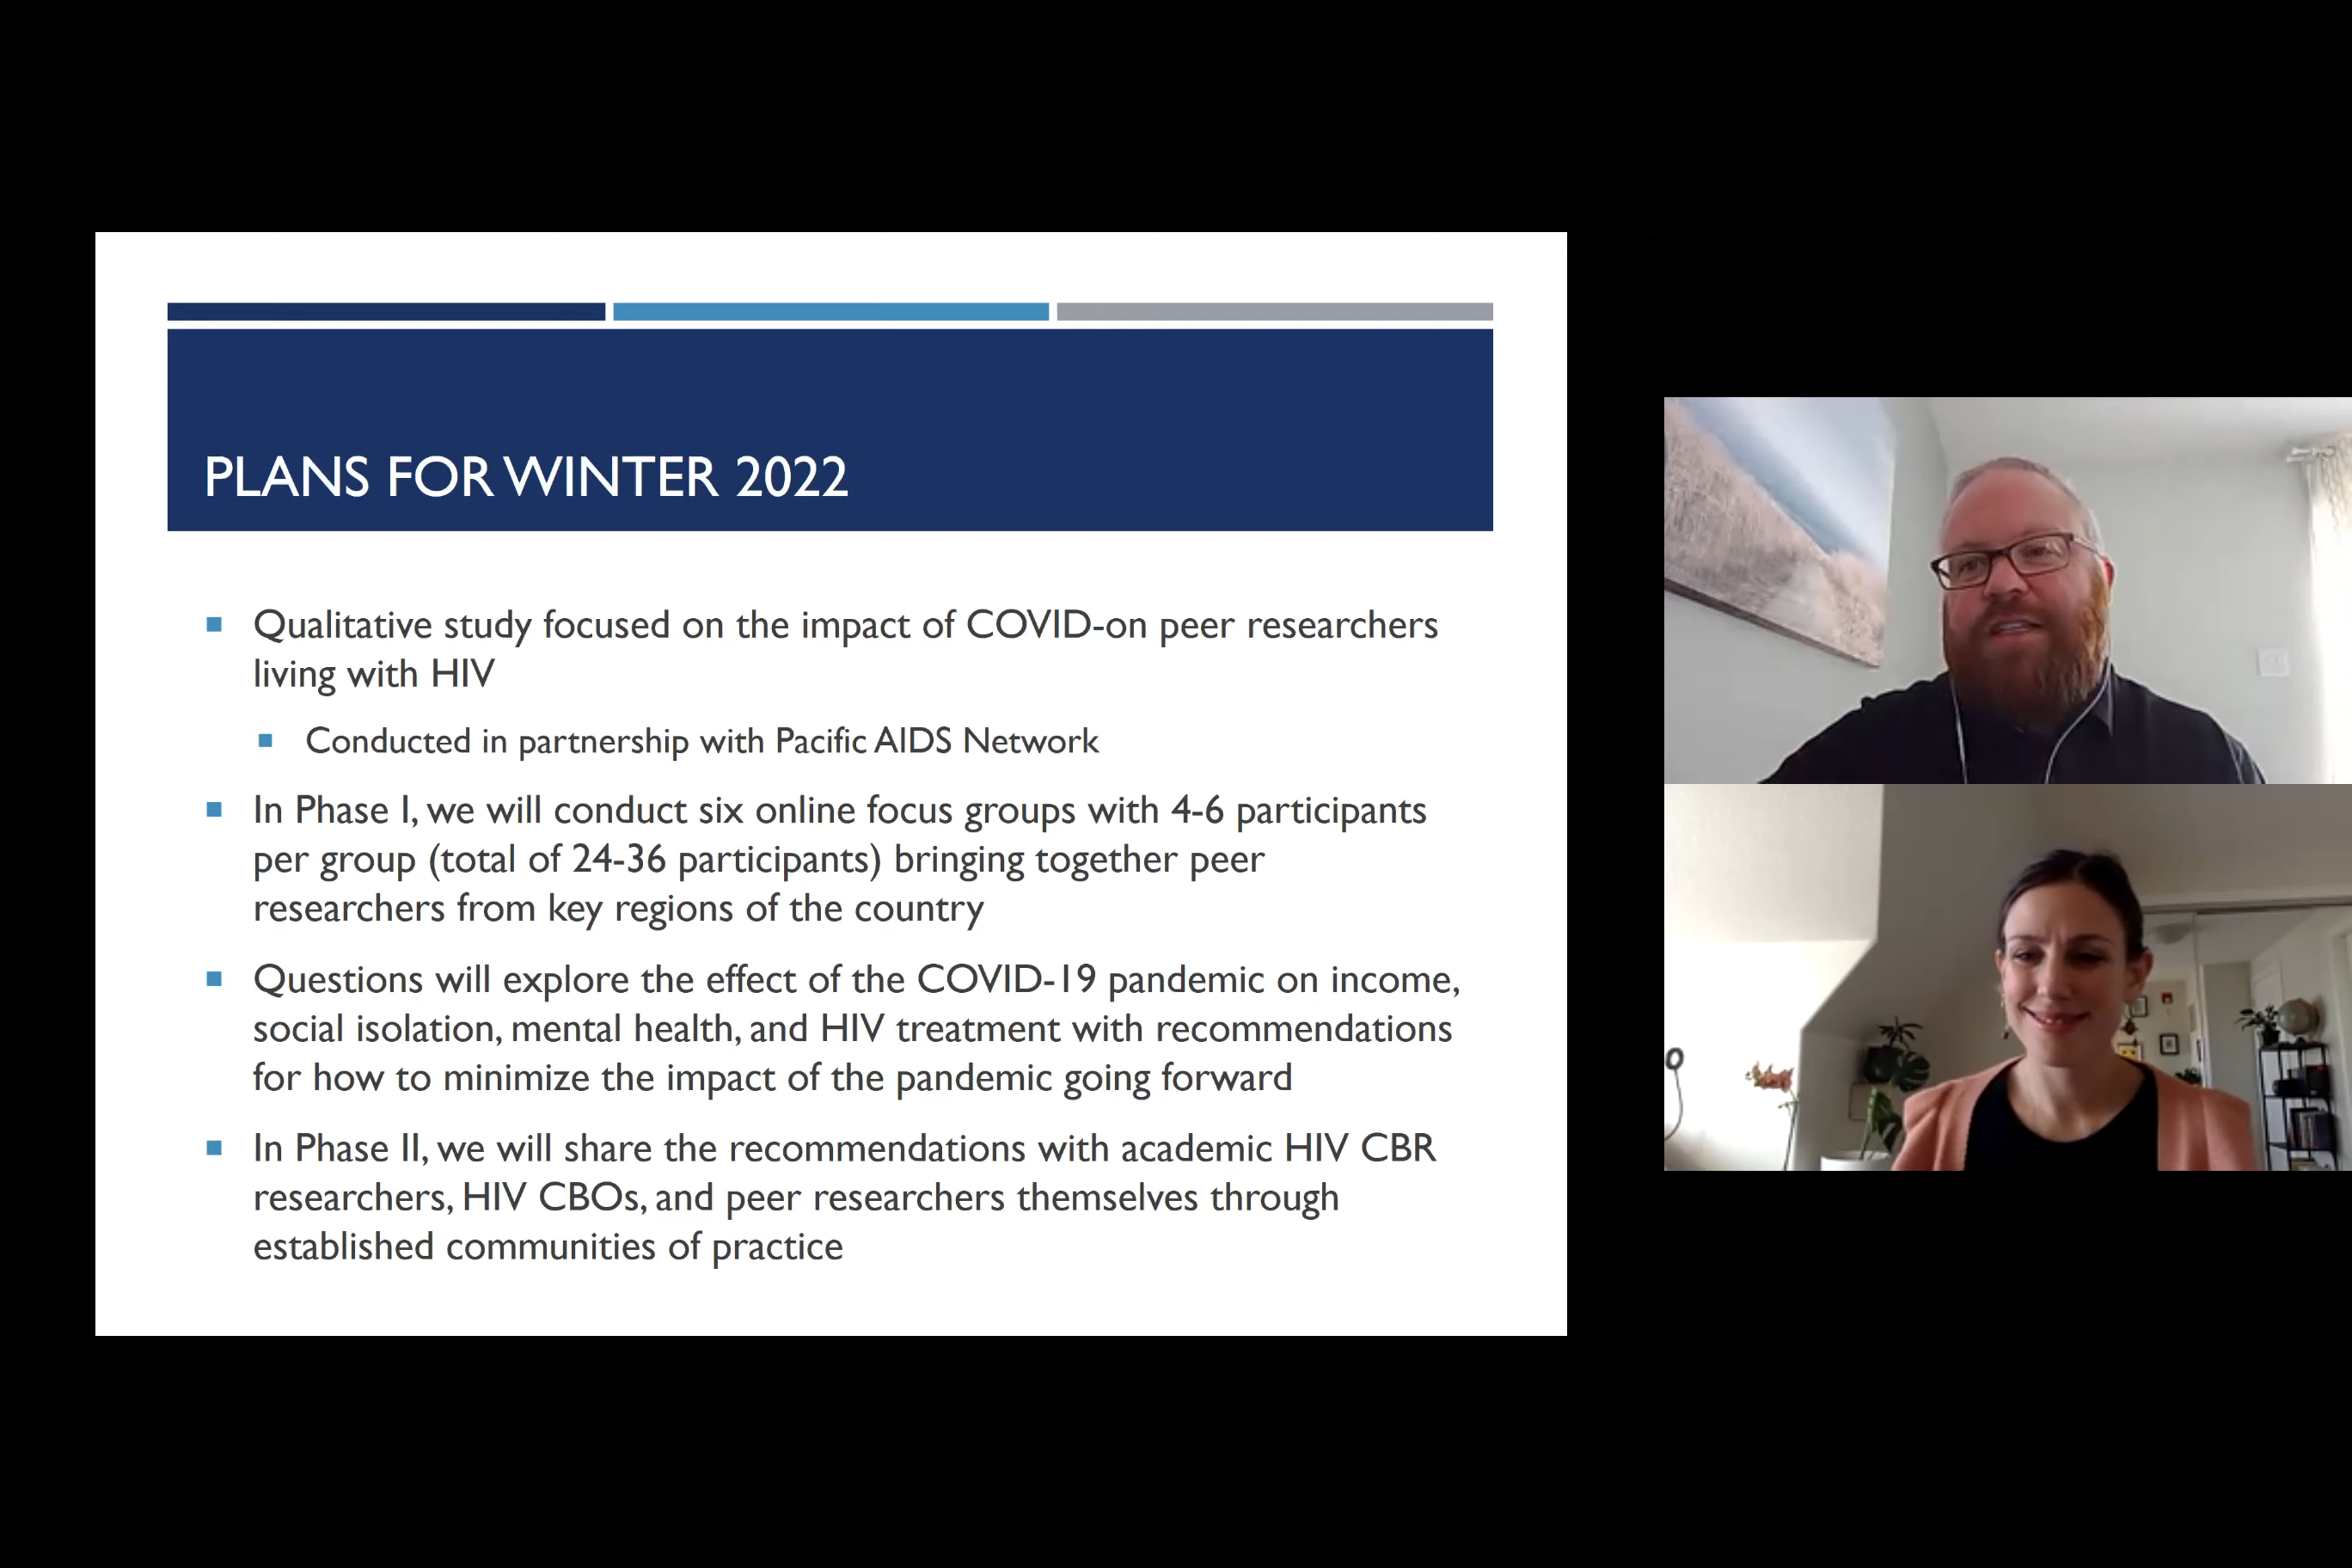 PLANS FOR WINTER 2022
Qualitative study focused on the impact of COVID-on peer researchers
living with HIV
Conducted in partnership with Pacific AIDS Network
In Phase I, we will conduct six online focus groups with 4-6 participants
per group (total of 24-36 participants) bringing together peer
researchers from key regions of the country
Questions will explore the effect of the COVID-19 pandemic on income,
social isolation, mental health, and HIV treatment with recommendations
for how to minimize the impact of the pandemic going forward
In Phase II, we will share the recommendations with academic HIV CBR
researchers, HIV CBOs, and peer researchers themselves through
established communities of practice